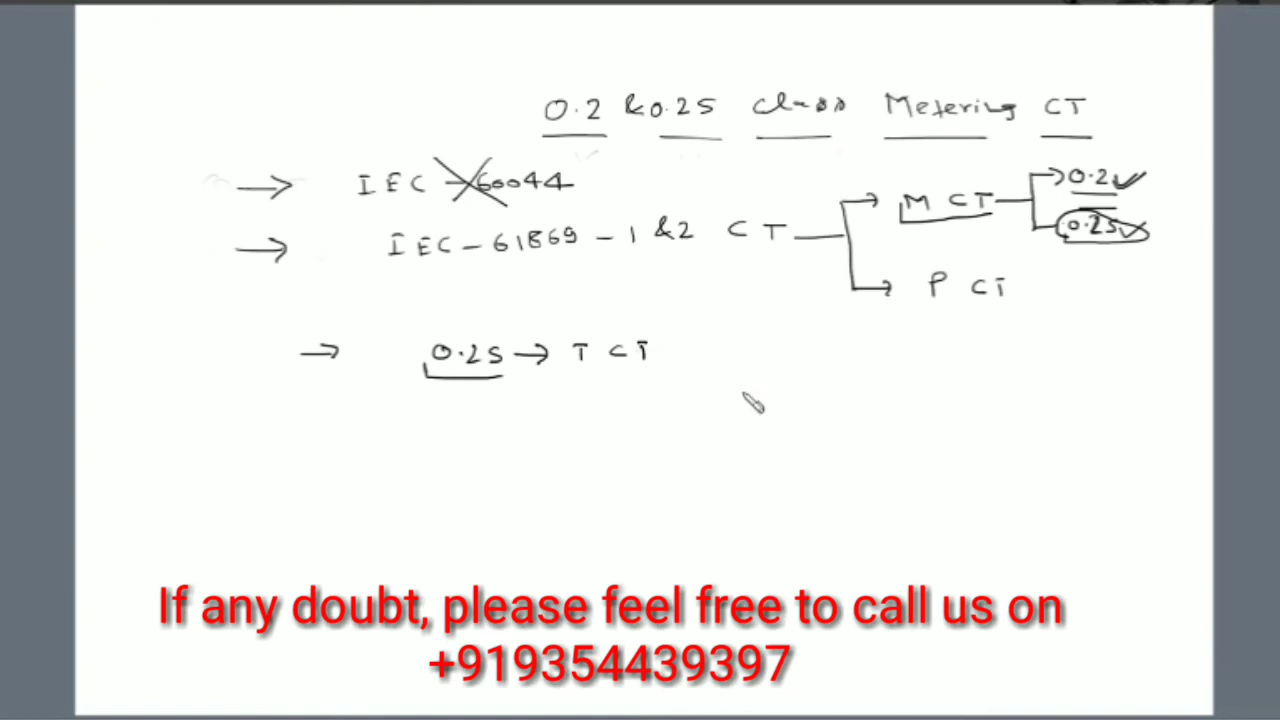 0.2 & 0.2S class Metering CT
→ IEC - 60044
→ IEC - 61869 - 1 & 2 CT → M CT → 0.2 ✓
→ 0.2S ✓
→ P CT
→ 0.2S → T CT
If any doubt, please feel free to call us on
+919354439397